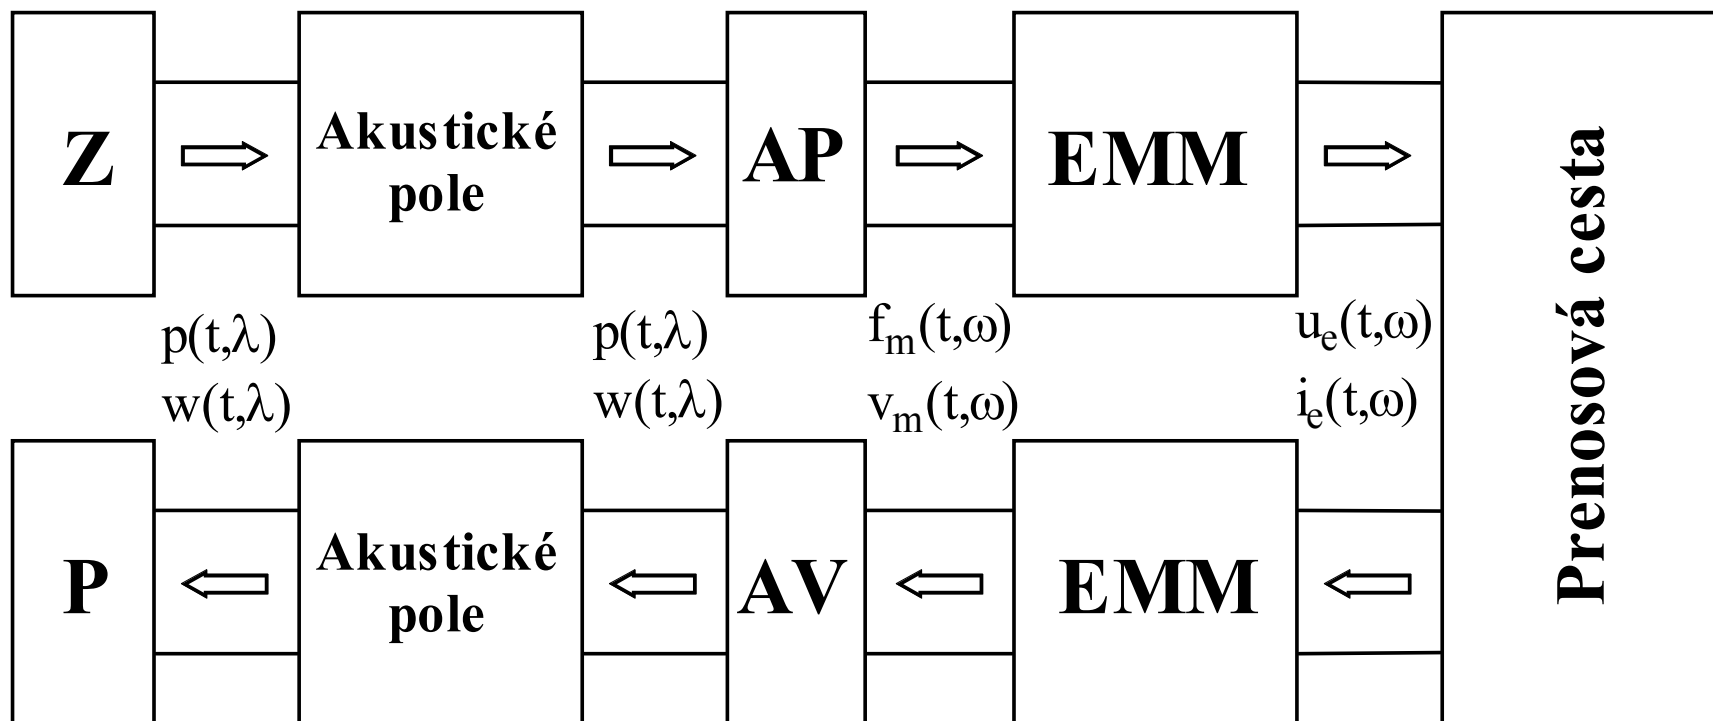 Z
Akustické
pole
AP
EMM
Prenosová cesta
p(t,λ)
w(t,λ)
p(t,λ)
w(t,λ)
fₘ(t,ω)
vₘ(t,ω)
uₑ(t,ω)
iₑ(t,ω)
P
Akustické
pole
AV
EMM